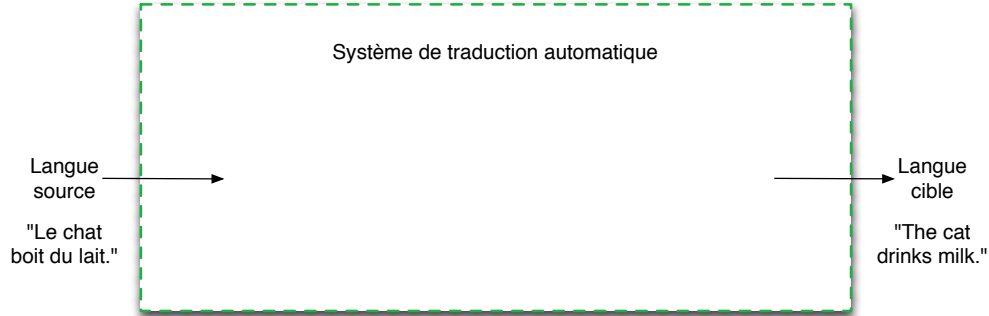 Système de traduction automatique
Langue
source
"Le chat
boit du lait."
Langue
cible
"The cat
drinks milk."